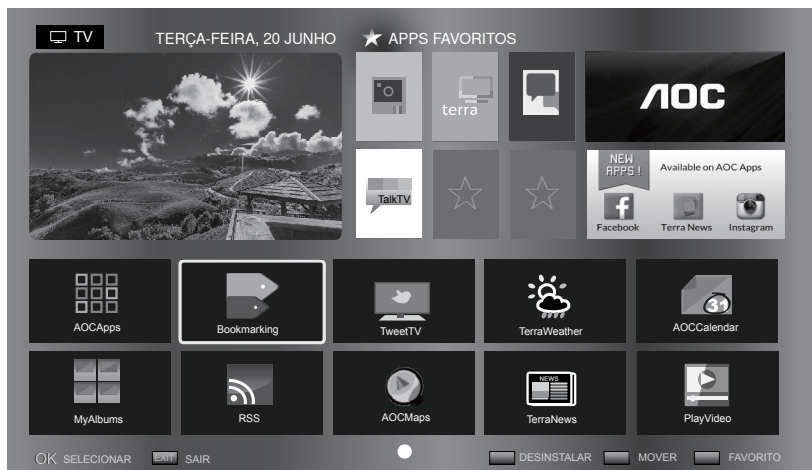 TV
TERÇA-FEIRA, 20 JUNHO
APPS FAVORITOS
terra
AOC
TalkTV
NEW
APPS !
Available on AOC Apps
Facebook
Terra News
Instagram
AOCApps
Bookmarking
TweetTV
TerraWeather
31
AOCCalendar
MyAlbums
RSS
AOCMaps
NEWS
TerraNews
PlayVideo
OK SELECIONAR
EXIT SAIR
DESINSTALAR
MOVER
FAVORITO